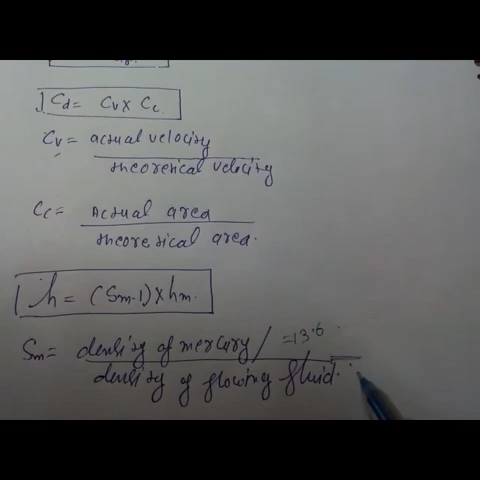 Cd = Cv x Cc
Cv = actual velocity
theoretical velocity
Cc = Actual area
theoretical area.
h = (Sm-1) x hm.
Sm = density of mercury / = 13.6
density of flowing fluid.